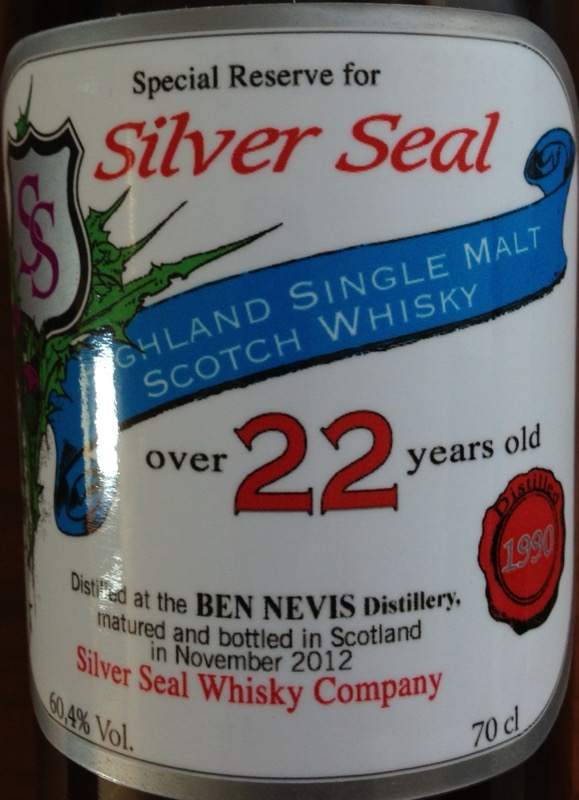 Special Reserve for
Silver Seal
SS
GHLAND SINGLE MALT
SCOTCH WHISKY
over 22 years old
Distilled
1990
Distilled at the BEN NEVIS Distillery,
matured and bottled in Scotland
in November 2012
Silver Seal Whisky Company
60,4% Vol.
70 cl